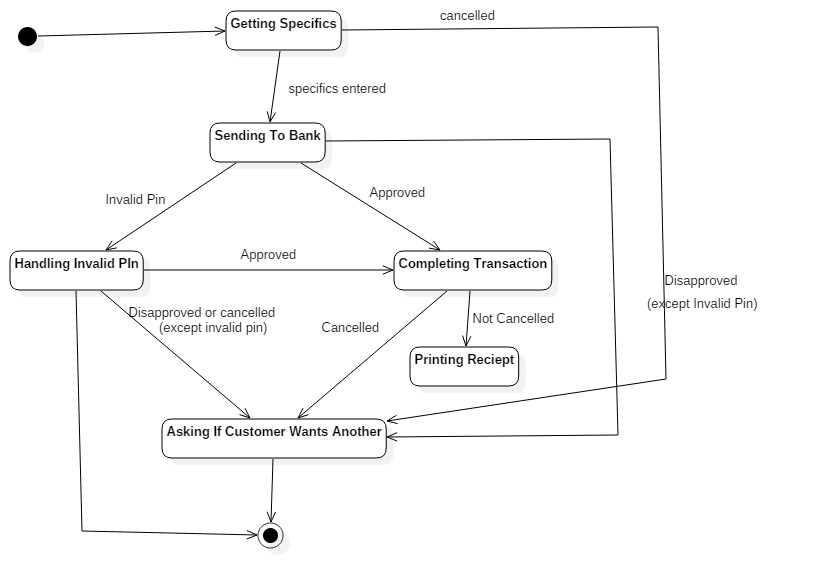 cancelled
Getting Specifics
specifics entered
Sending To Bank
Invalid Pin
Approved
Approved
Handling Invalid PIn
Completing Transaction
Disapproved
(except Invalid Pin)
Disapproved or cancelled
(except invalid pin)
Cancelled
Not Cancelled
Printing Reciept
Asking If Customer Wants Another